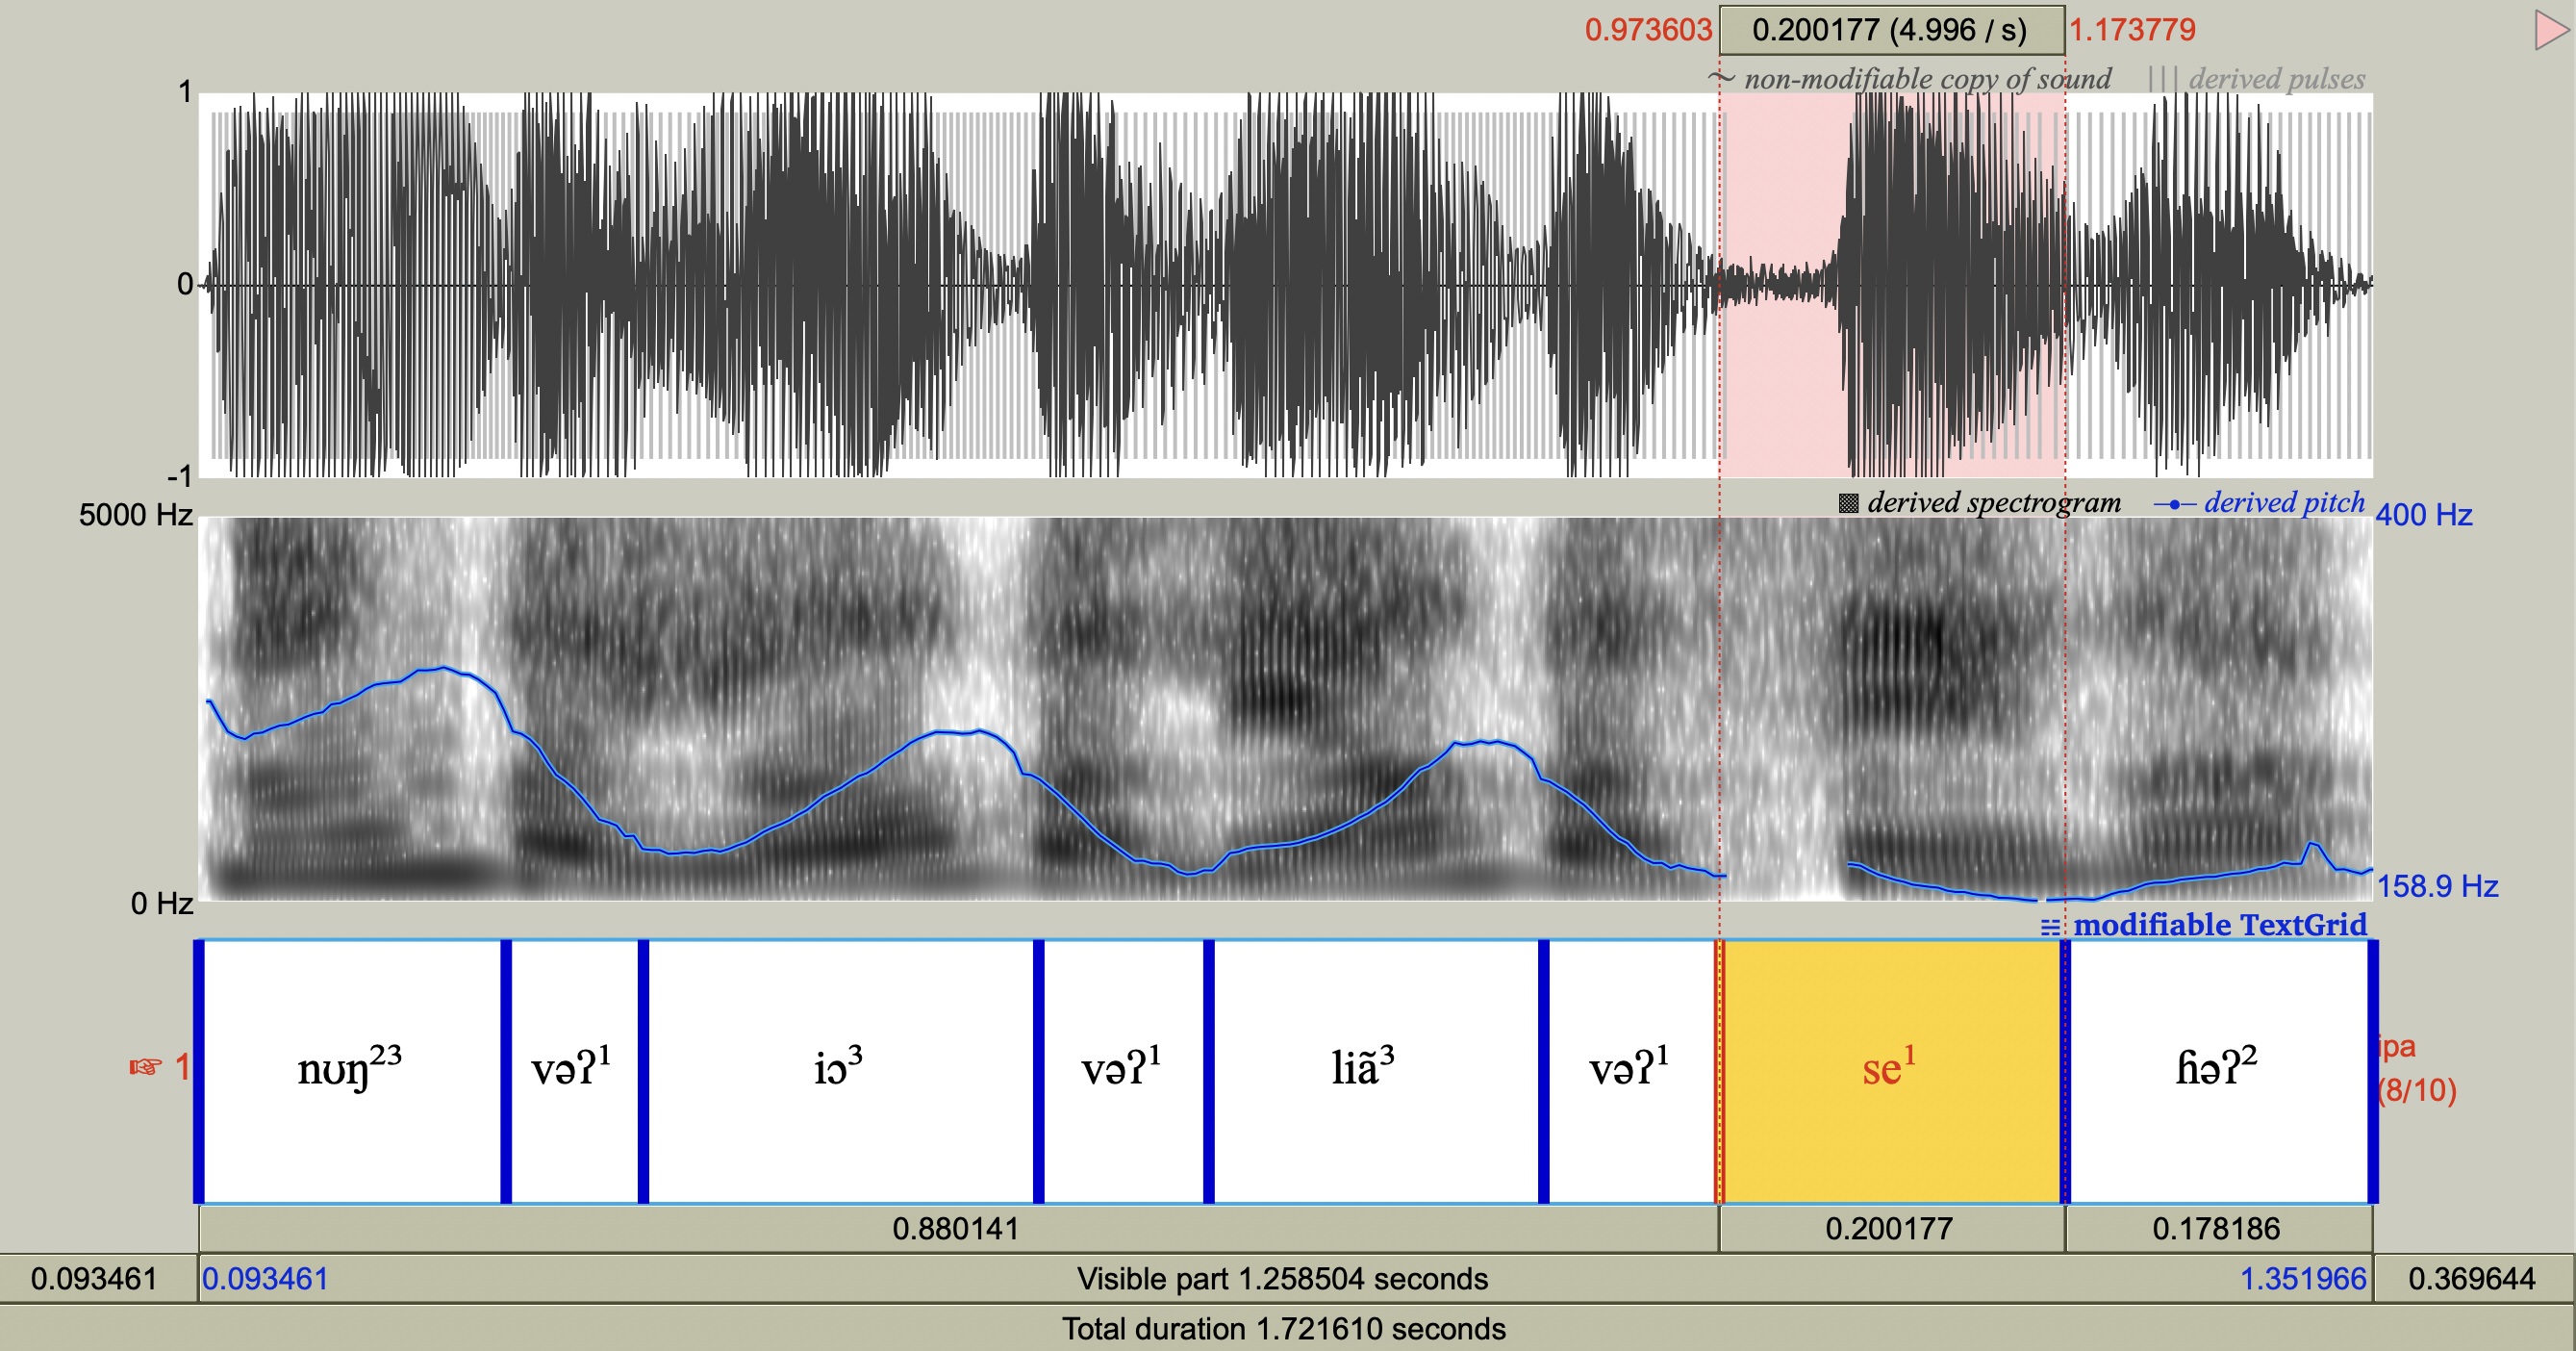 0.973603 0.200177 (4.996 / s) 1.173779
~ non-modifiable copy of sound ||| derived pulses
1
0
-1
5000 Hz derived spectrogram derived pitch 400 Hz
0 Hz 158.9 Hz
modifiable TextGrid
☞ 1 nʊŋ²³ vəʔ¹ iɔ³ vəʔ¹ liã³ vəʔ¹ se¹ ɦəʔ² ipa
(8/10)
0.880141 0.200177 0.178186
0.093461 0.093461 Visible part 1.258504 seconds 1.351966 0.369644
Total duration 1.721610 seconds